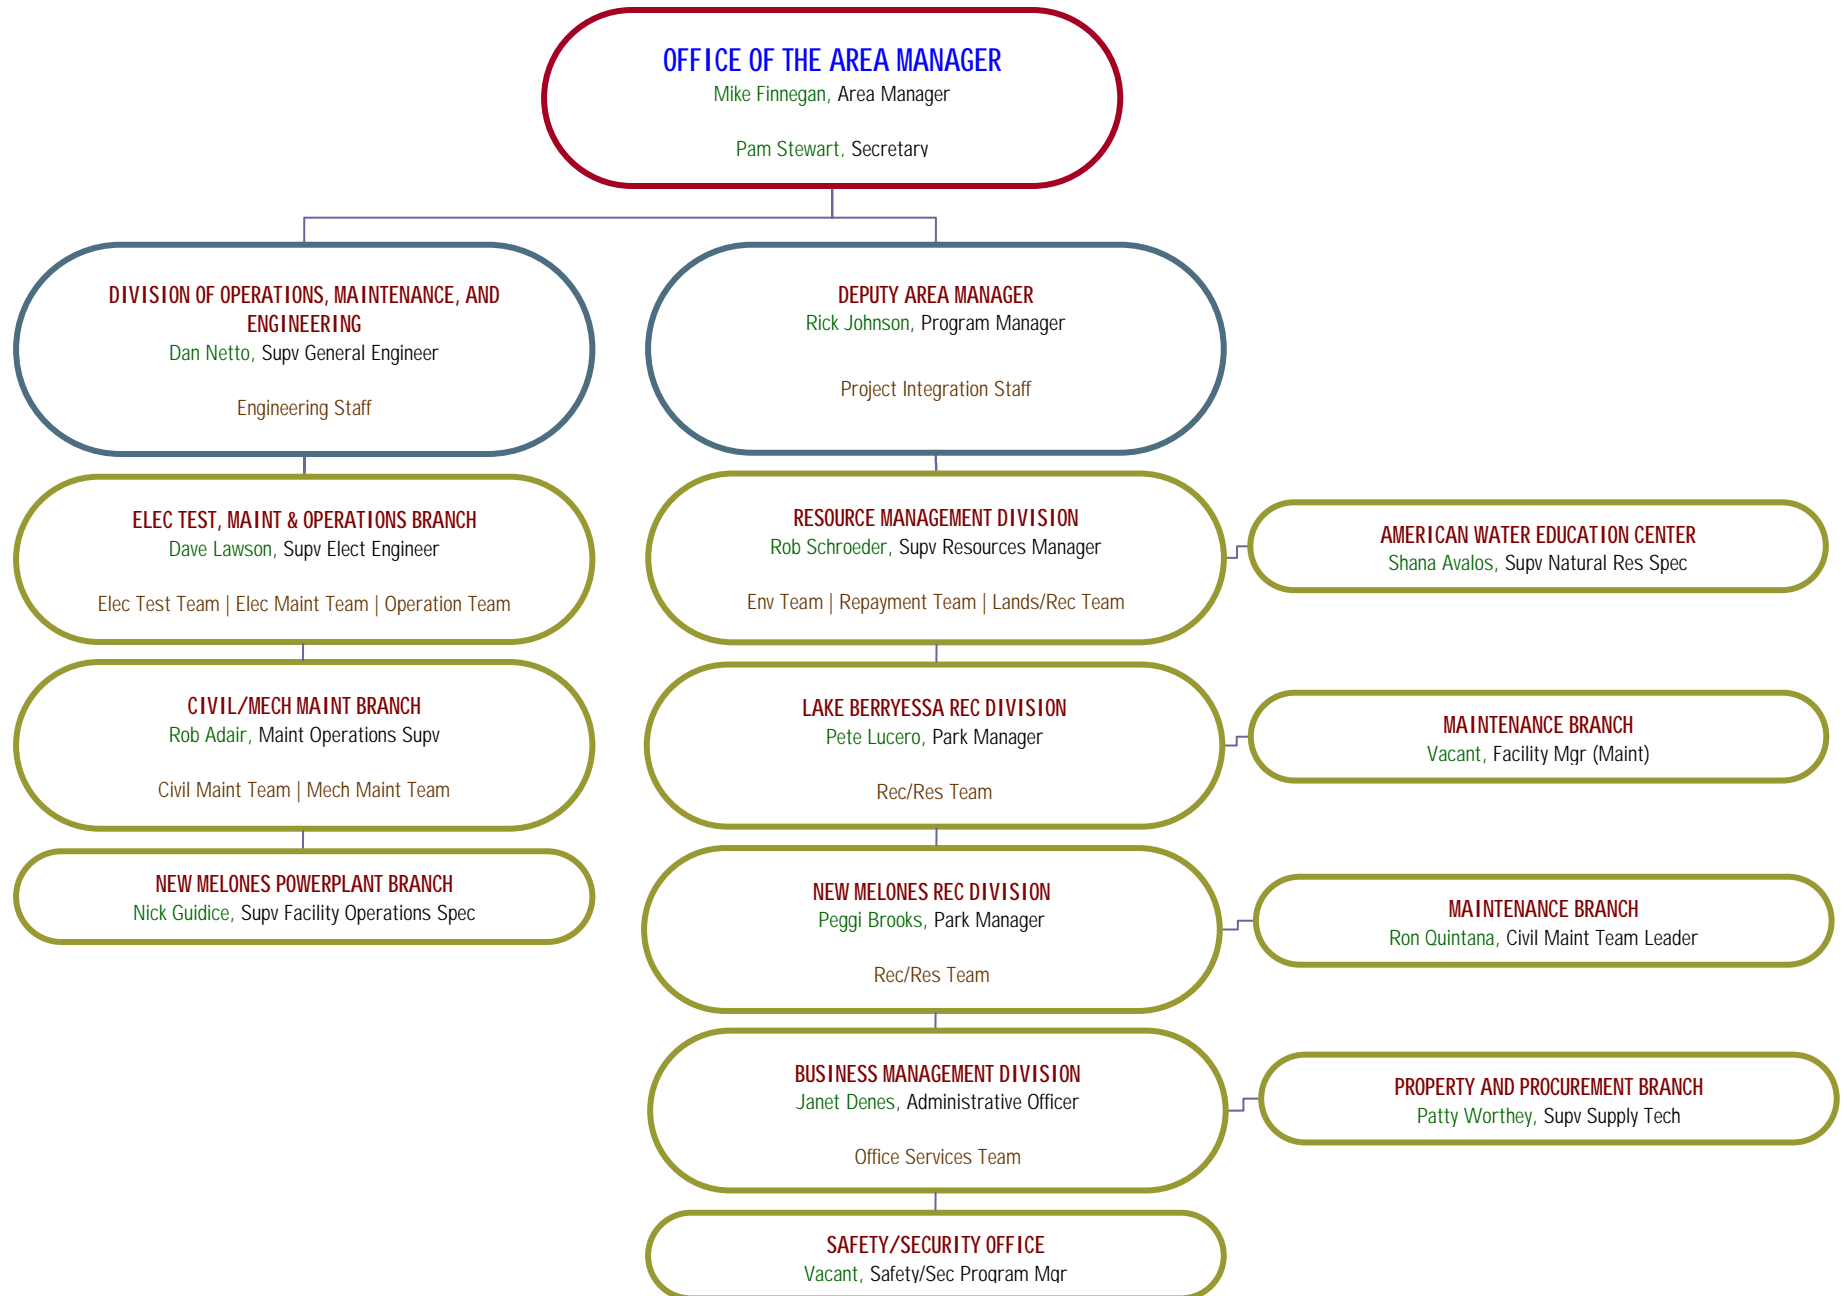 OFFICE OF THE AREA MANAGER
Mike Finnegan, Area Manager
Pam Stewart, Secretary
DIVISION OF OPERATIONS, MAINTENANCE, AND
ENGINEERING
Dan Netto, Supv General Engineer
Engineering Staff
DEPUTY AREA MANAGER
Rick Johnson, Program Manager
Project Integration Staff
ELEC TEST, MAINT & OPERATIONS BRANCH
Dave Lawson, Supv Elect Engineer
Elec Test Team | Elec Maint Team | Operation Team
RESOURCE MANAGEMENT DIVISION
Rob Schroeder, Supv Resources Manager
Env Team | Repayment Team | Lands/Rec Team
AMERICAN WATER EDUCATION CENTER
Shana Avalos, Supv Natural Res Spec
CIVIL/MECH MAINT BRANCH
Rob Adair, Maint Operations Supv
Civil Maint Team | Mech Maint Team
LAKE BERRYESSA REC DIVISION
Pete Lucero, Park Manager
Rec/Res Team
MAINTENANCE BRANCH
Vacant, Facility Mgr (Maint)
NEW MELONES POWERPLANT BRANCH
Nick Guidice, Supv Facility Operations Spec
NEW MELONES REC DIVISION
Peggi Brooks, Park Manager
Rec/Res Team
MAINTENANCE BRANCH
Ron Quintana, Civil Maint Team Leader
BUSINESS MANAGEMENT DIVISION
Janet Denes, Administrative Officer
Office Services Team
PROPERTY AND PROCUREMENT BRANCH
Patty Worthey, Supv Supply Tech
SAFETY/SECURITY OFFICE
Vacant, Safety/Sec Program Mgr